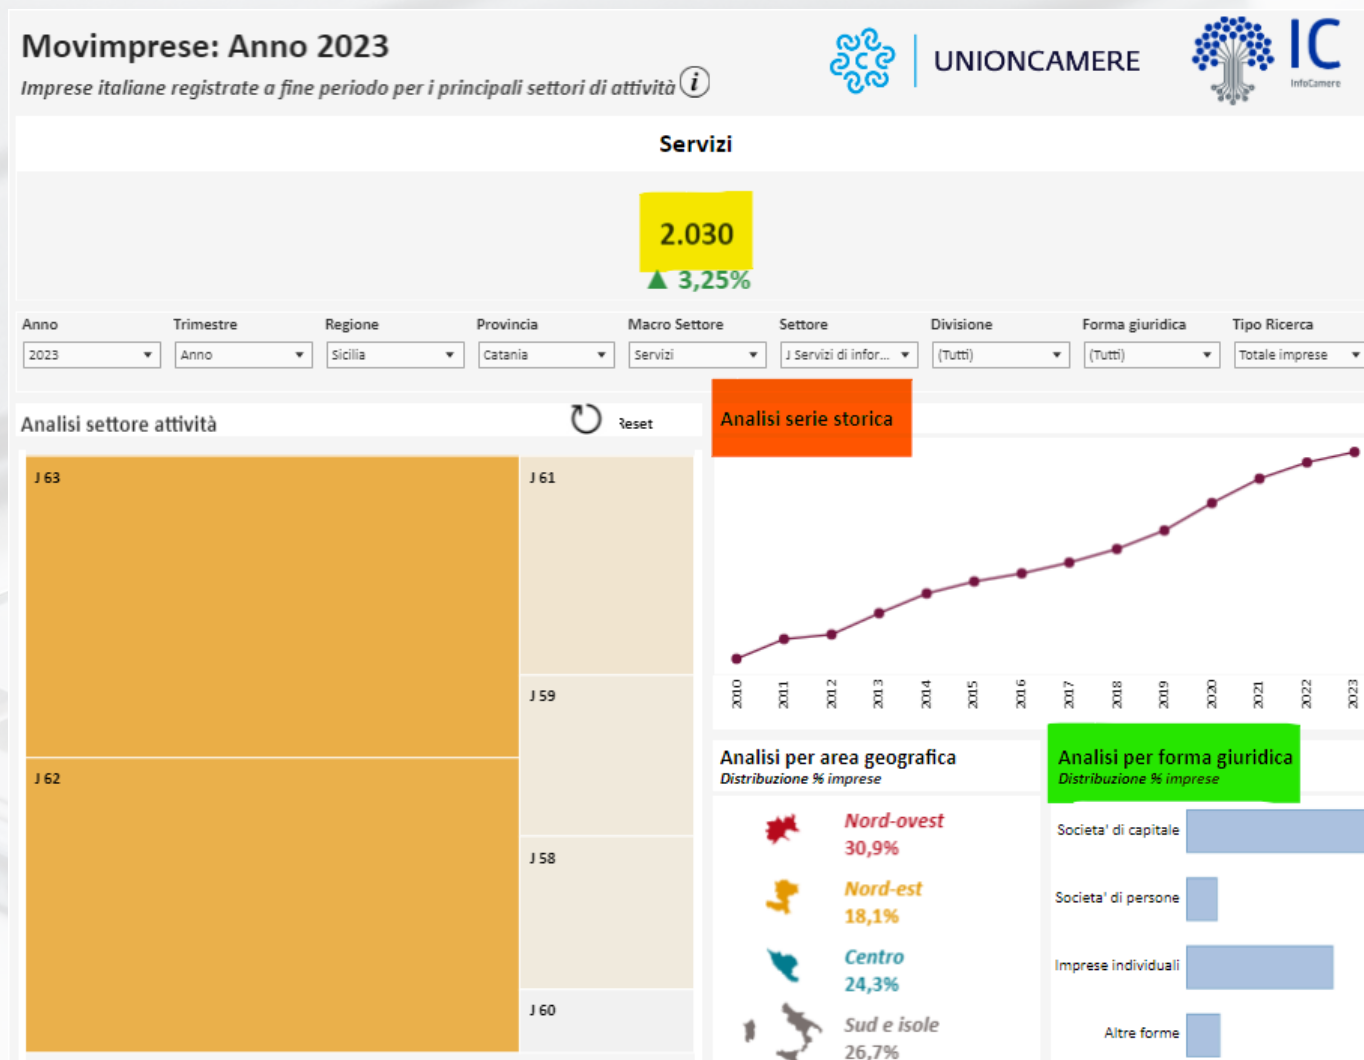 Movimprese: Anno 2023
Imprese italiane registrate a fine periodo per i principali settori di attività i
UNIONCAMERE
IC
InfoCamere
Servizi
2.030
▲ 3,25%
Anno Trimestre Regione Provincia Macro Settore Settore Divisione Forma giuridica Tipo Ricerca
2023 Anno Sicilia Catania Servizi J Servizi di infor... (Tutti) (Tutti) Totale imprese
Analisi settore attività
Reset
J 63
J 61
J 59
J 62
J 58
J 60
Analisi serie storica
2010 2011 2012 2013 2014 2015 2016 2017 2018 2019 2020 2021 2022 2023
Analisi per area geografica
Distribuzione % imprese
Nord-ovest
30,9%
Nord-est
18,1%
Centro
24,3%
Sud e isole
26,7%
Analisi per forma giuridica
Distribuzione % imprese
Societa' di capitale
Societa' di persone
Imprese individuali
Altre forme